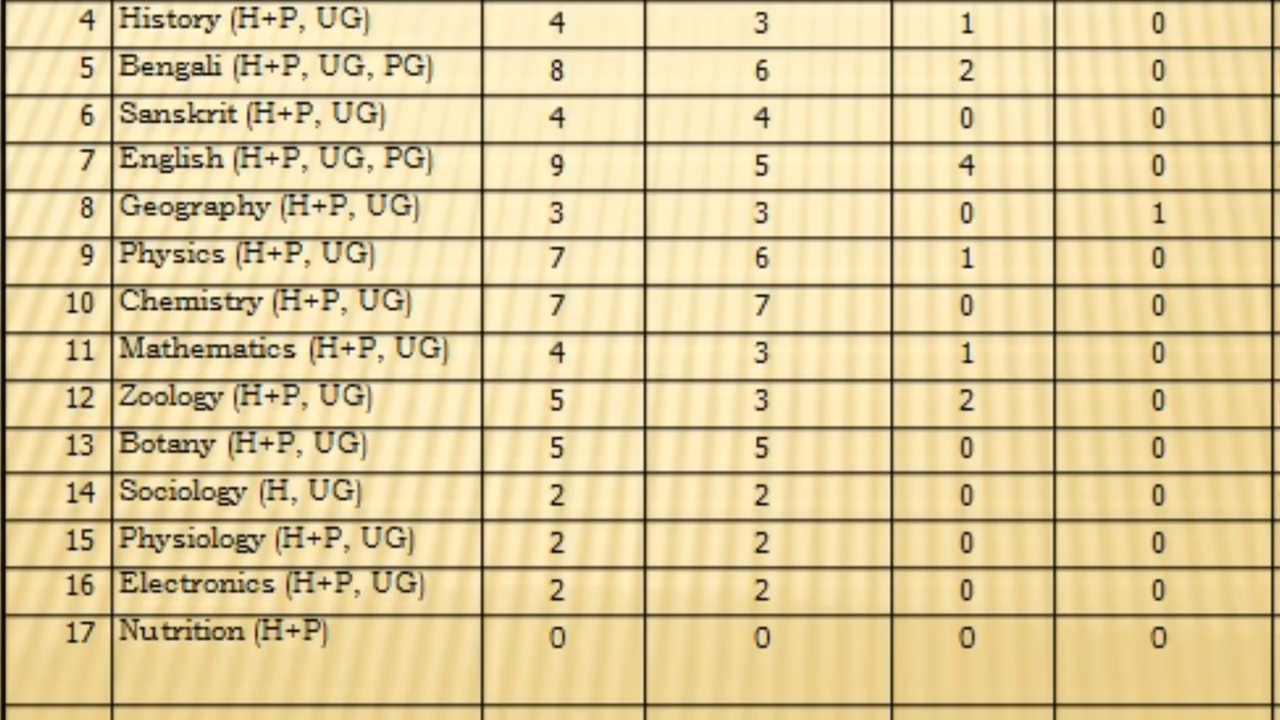 4 History (H+P, UG) 4 3 1 0
5 Bengali (H+P, UG, PG) 8 6 2 0
6 Sanskrit (H+P, UG) 4 4 0 0
7 English (H+P, UG, PG) 9 5 4 0
8 Geography (H+P, UG) 3 3 0 1
9 Physics (H+P, UG) 7 6 1 0
10 Chemistry (H+P, UG) 7 7 0 0
11 Mathematics (H+P, UG) 4 3 1 0
12 Zoology (H+P, UG) 5 3 2 0
13 Botany (H+P, UG) 5 5 0 0
14 Sociology (H, UG) 2 2 0 0
15 Physiology (H+P, UG) 2 2 0 0
16 Electronics (H+P, UG) 2 2 0 0
17 Nutrition (H+P) 0 0 0 0